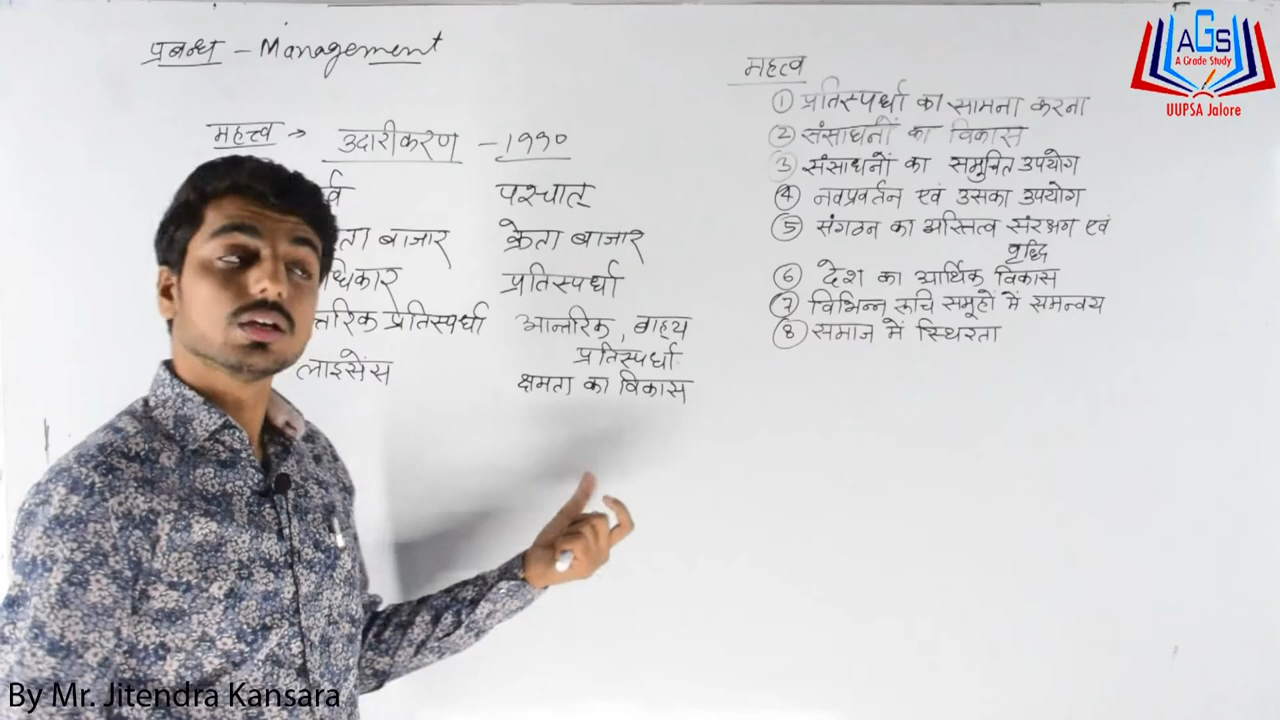 प्रबन्ध - Management
महत्त्व → उदारीकरण - १९९०
पश्चात्
बाजार क्रेता बाजार
प्रतिस्पर्धा
प्रतिस्पर्धा आन्तरिक, बाह्य
प्रतिस्पर्धा
लाइसेंस
क्षमता का विकास
महत्व
① प्रतिस्पर्धा का सामना करना
② संसाधनों का विकास
③ संसाधनों का समुचित उपयोग
④ नवप्रवर्तन एवं उसका उपयोग
⑤ संगठन का अस्तित्व संरक्षण एवं
वृद्धि
⑥ देश का आर्थिक विकास
⑦ विभिन्न रूचि समूहों में समन्वय
⑧ समाज में स्थिरता
AGS
A Grade Study
UUPSA Jalore
By Mr. Jitendra Kansara